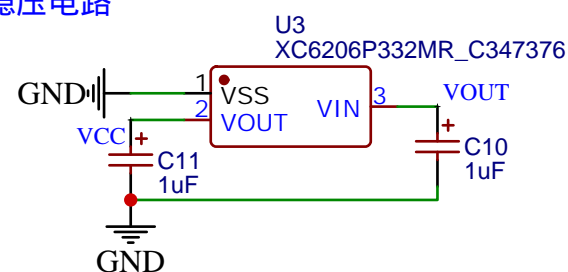 稳压电路
U3
XC6206P332MR_C347376
GND
1
VSS
2
VOUT
VIN
3
VOUT
VCC
+
C11
1uF
+
C10
1uF
GND